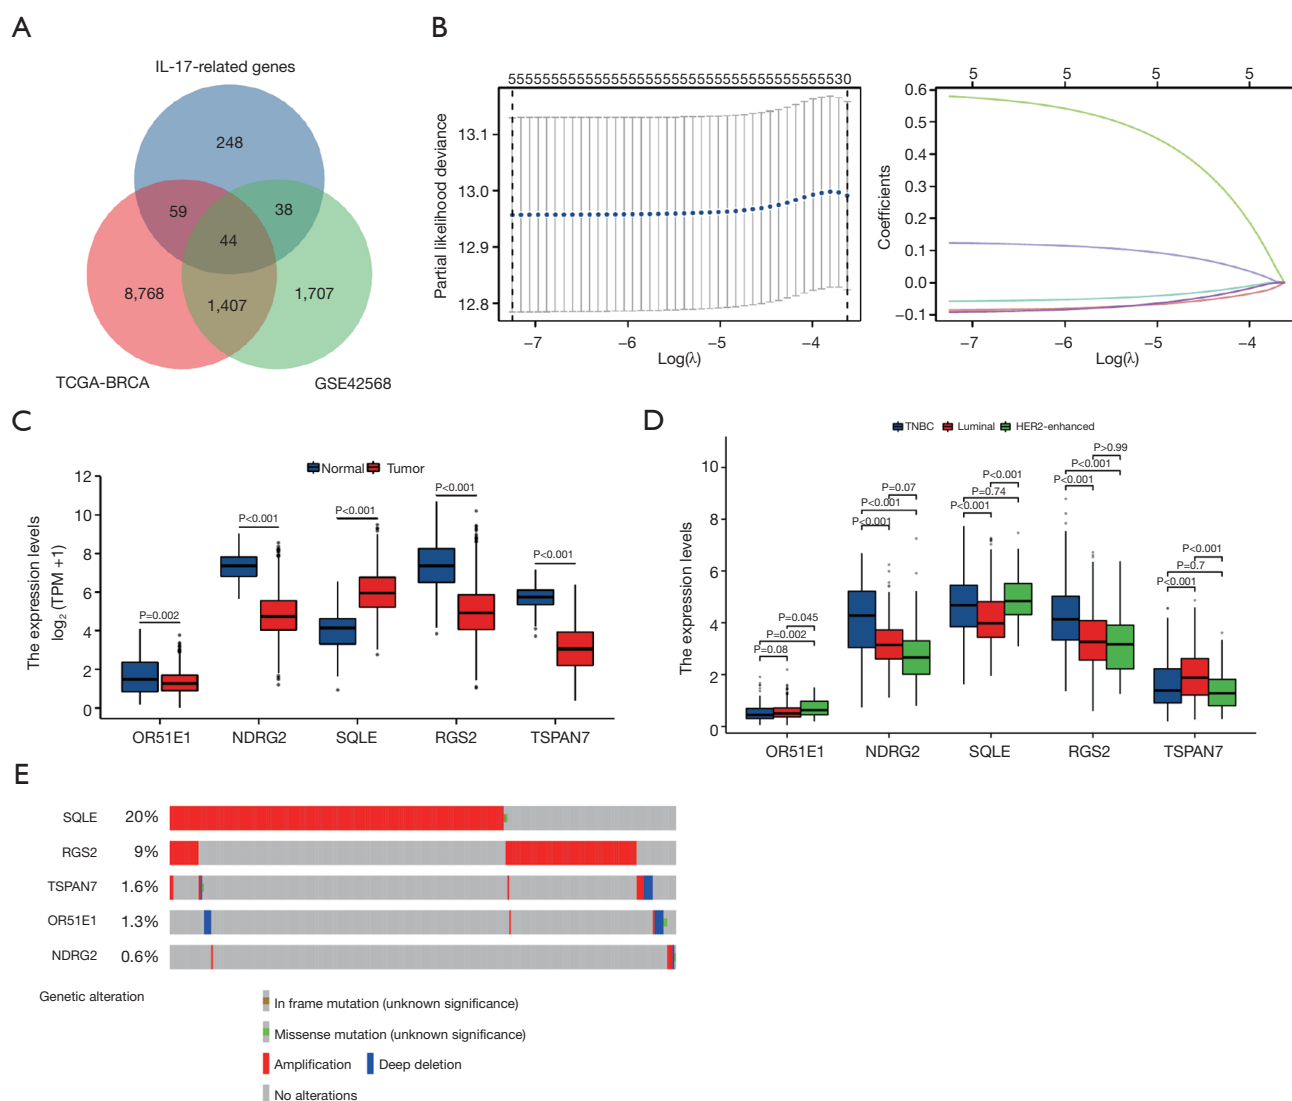 A
IL-17-related genes
248
59
38
44
8,768
1,407
1,707
TCGA-BRCA
GSE42568
B
5555555555555555555555555555555555555530
Partial likelihood deviance
13.1
13.0
12.9
12.8
−7
−6
−5
−4
Log(λ)
5
5
5
5
Coefficients
0.6
0.5
0.4
0.3
0.2
0.1
0.0
−0.1
−7
−6
−5
−4
Log(λ)
C
Normal
Tumor
The expression levels
log₂ (TPM +1)
12
10
8
6
4
2
0
P=0.002
P<0.001
P<0.001
P<0.001
P<0.001
OR51E1
NDRG2
SQLE
RGS2
TSPAN7
D
TNBC
Luminal
HER2-enhanced
The expression levels
10
8
6
4
2
0
P=0.045
P=0.002
P=0.08
P=0.07
P<0.001
P<0.001
P<0.001
P=0.74
P<0.001
P>0.99
P<0.001
P<0.001
P<0.001
P=0.7
P<0.001
OR51E1
NDRG2
SQLE
RGS2
TSPAN7
E
SQLE 20%
RGS2 9%
TSPAN7 1.6%
OR51E1 1.3%
NDRG2 0.6%
Genetic alteration
In frame mutation (unknown significance)
Missense mutation (unknown significance)
Amplification
Deep deletion
No alterations